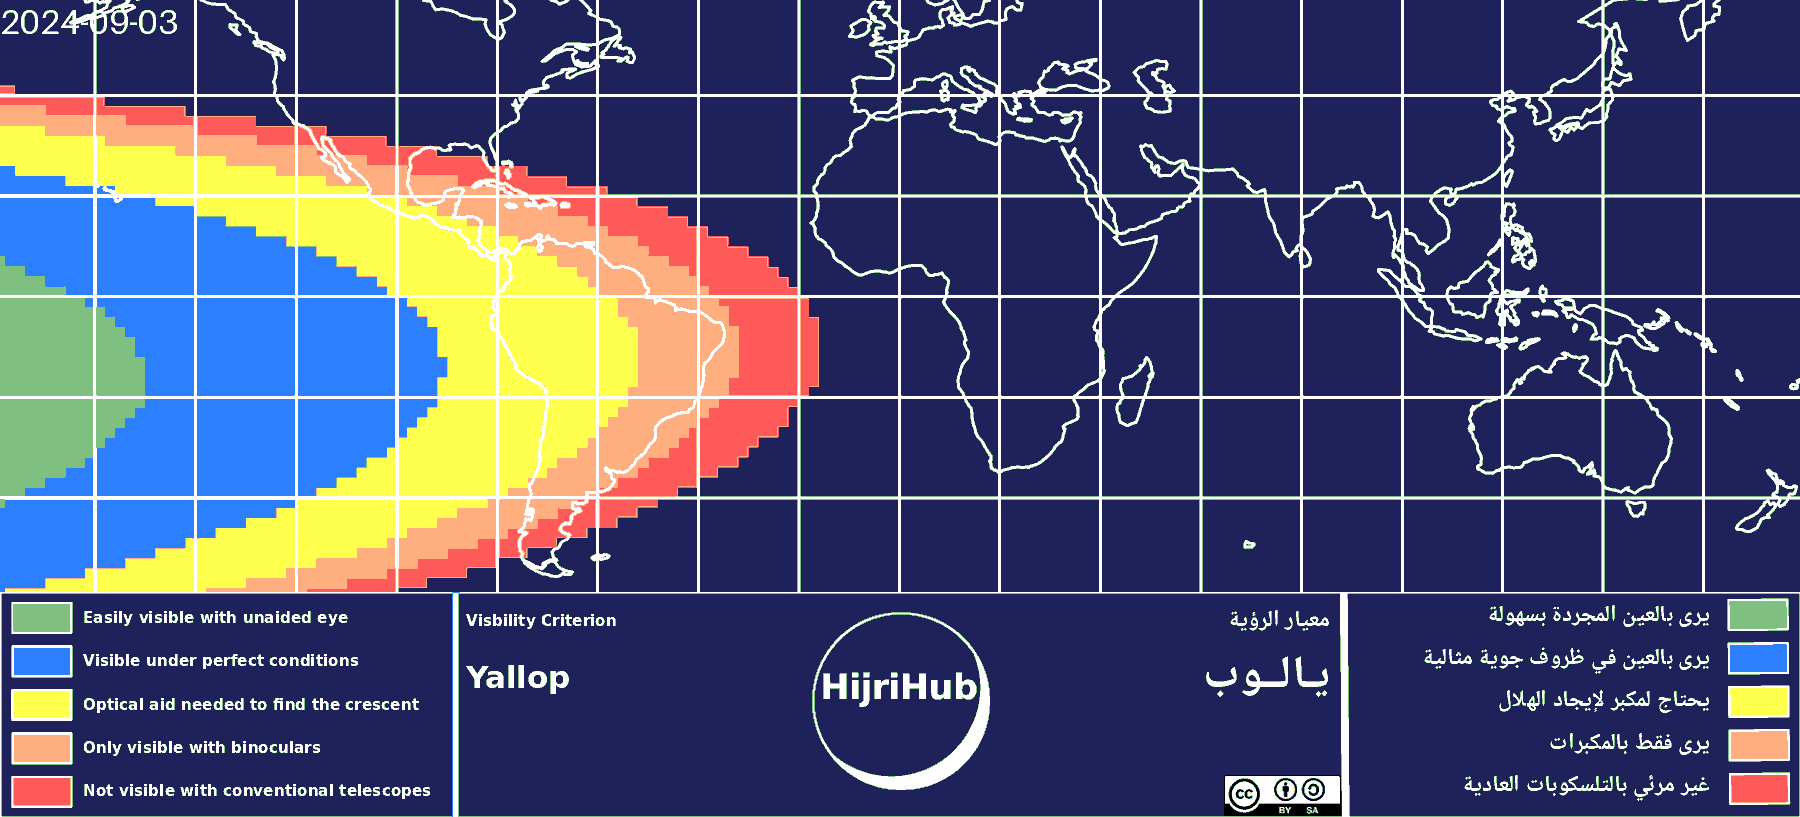 2024-09-03
Easily visible with unaided eye
Visible under perfect conditions
Optical aid needed to find the crescent
Only visible with binoculars
Not visible with conventional telescopes
Visbility Criterion
Yallop
HijriHub
معيار الرؤية
يـالـوب
cc
BY SA
يرى بالعين المجردة بسهولة
يرى بالعين في ظروف جوية مثالية
يحتاج لمكبر لإيجاد الهلال
يرى فقط بالمكبرات
غير مرئي بالتلسكوبات العادية